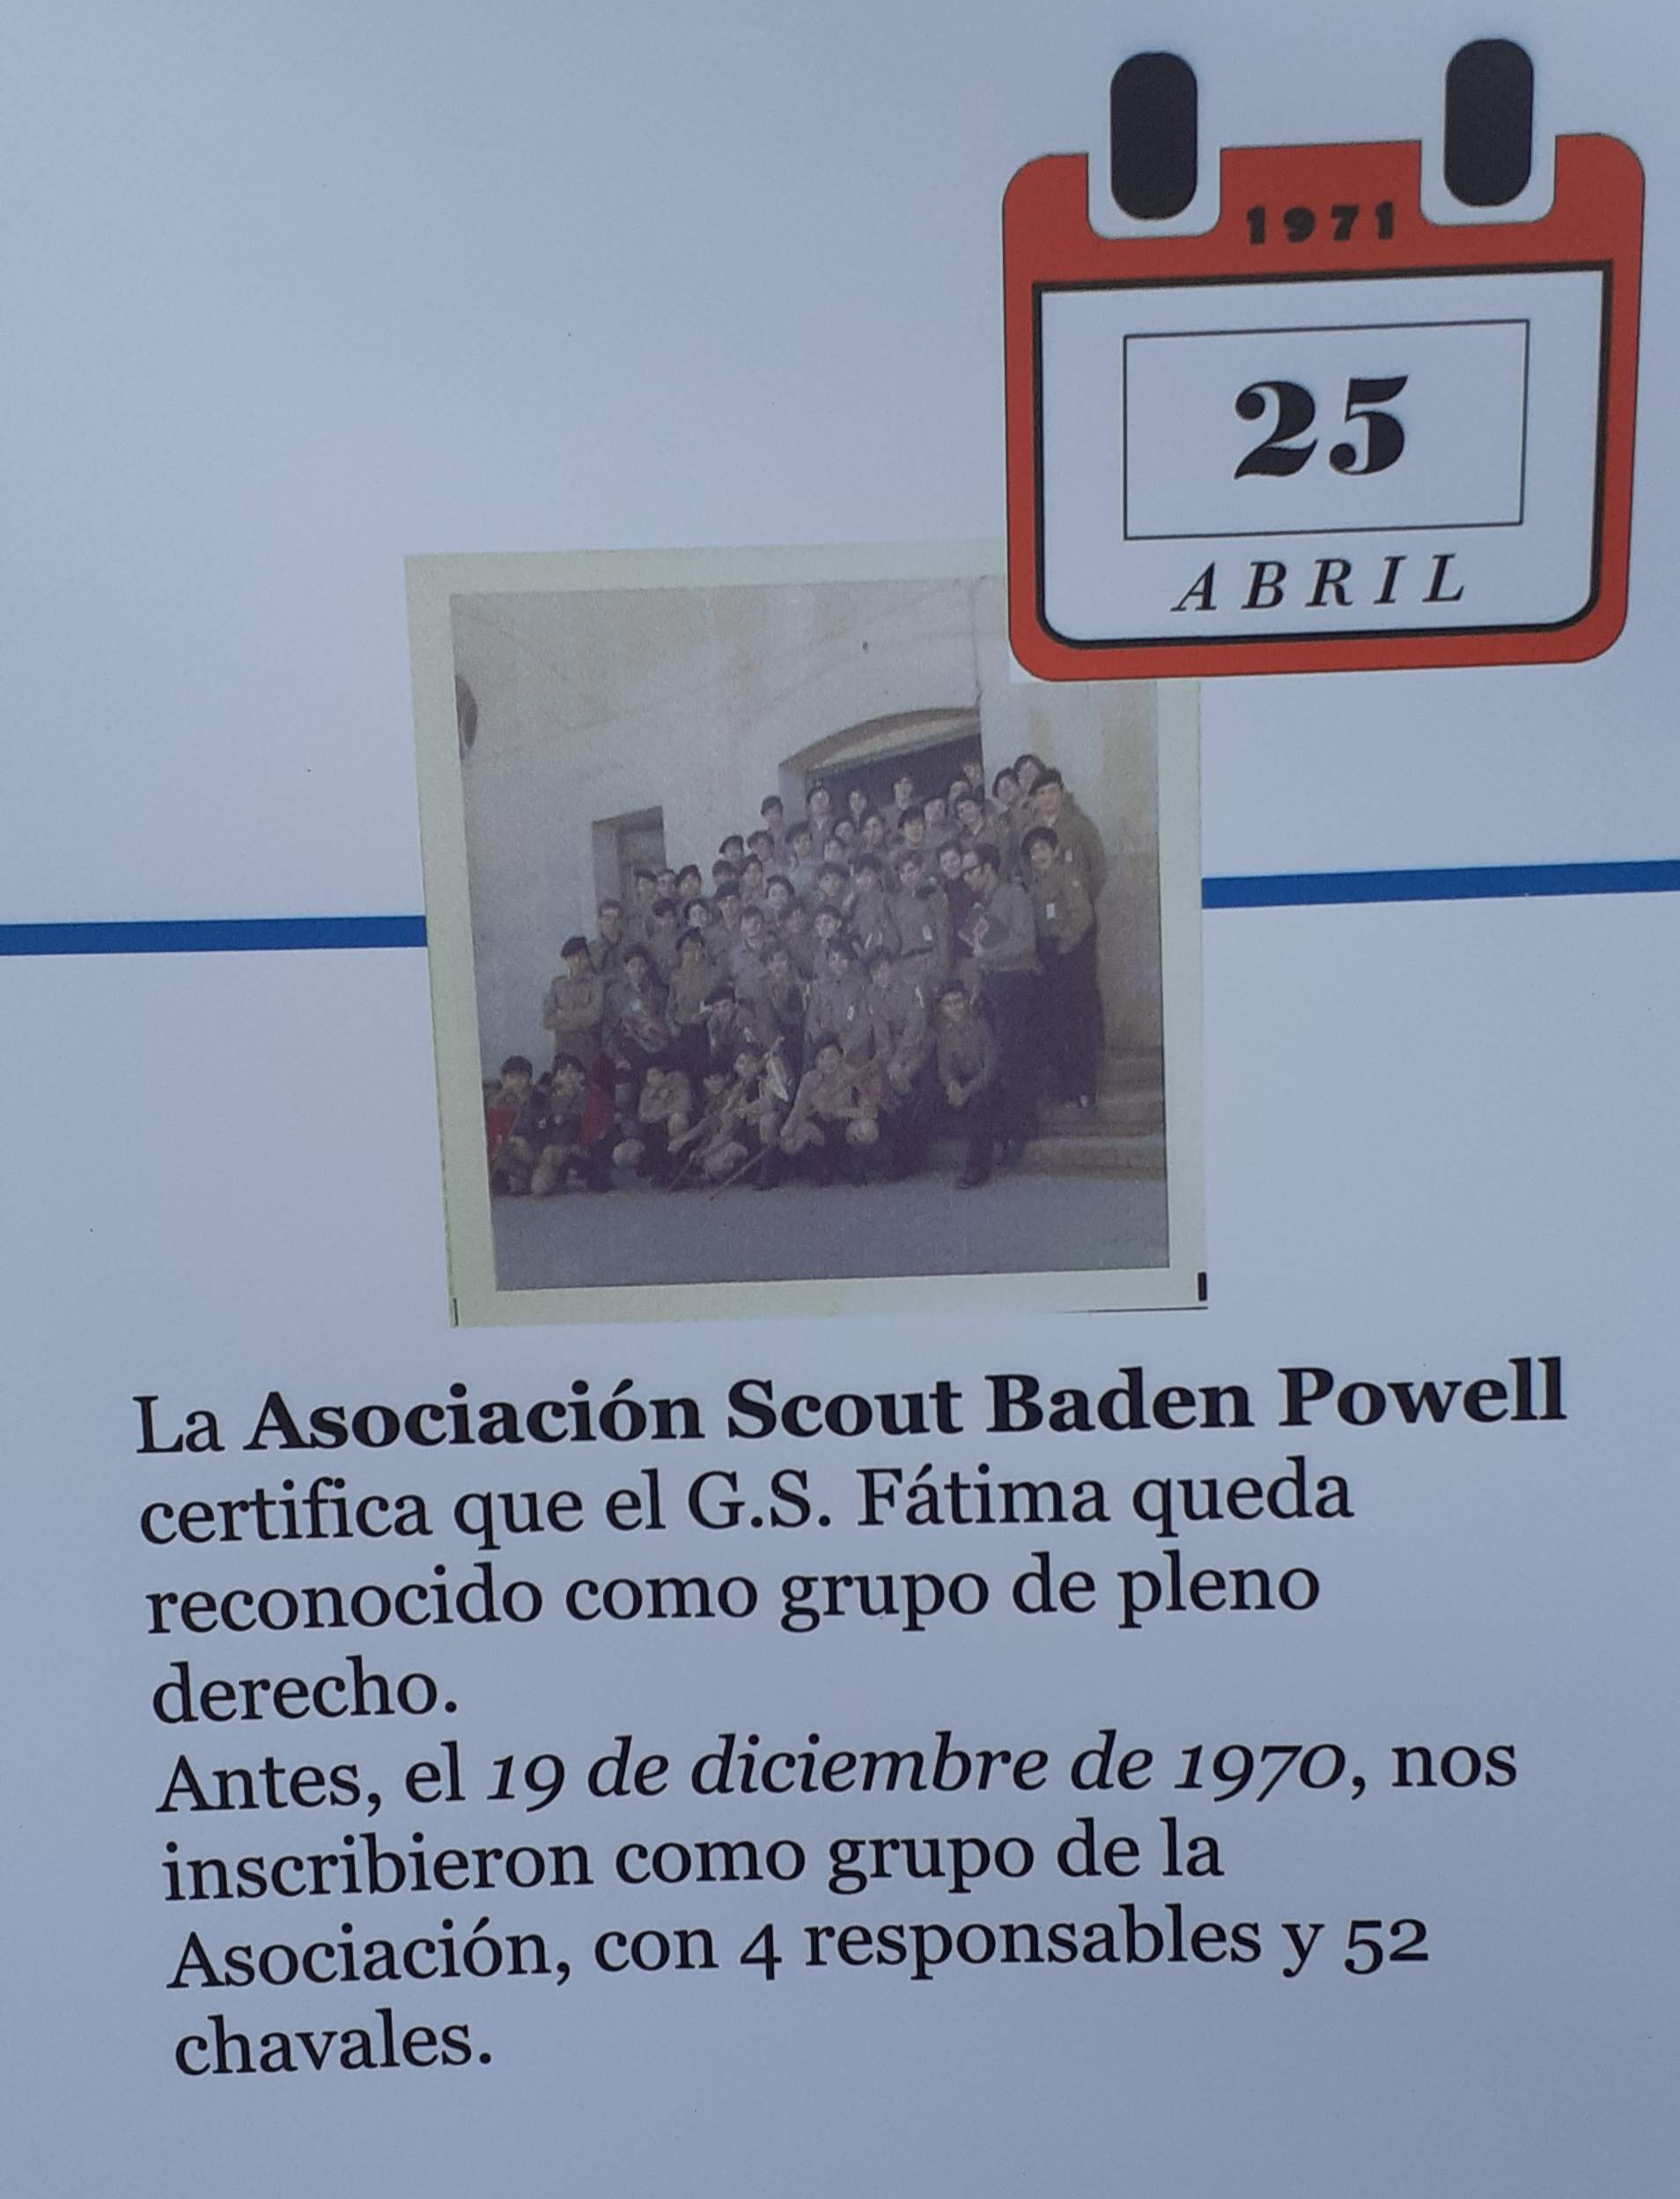 1971
25
ABRIL
La Asociación Scout Baden Powell
certifica que el G.S. Fátima queda
reconocido como grupo de pleno
derecho.
Antes, el 19 de diciembre de 1970, nos
inscribieron como grupo de la
Asociación, con 4 responsables y 52
chavales.